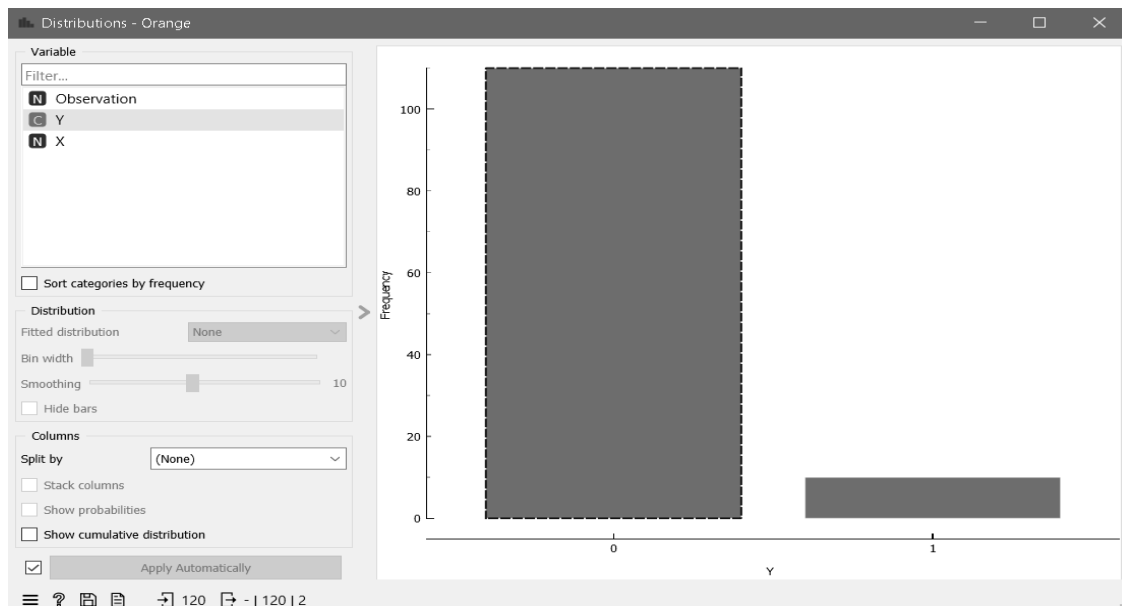 Distributions - Orange
Variable
Filter...
N Observation
C Y
N X
Sort categories by frequency
Distribution
Fitted distribution None
Bin width
Smoothing 10
Hide bars
Columns
Split by (None)
Stack columns
Show probabilities
Show cumulative distribution
Apply Automatically
? 120 - | 120 | 2
Frequency
100
80
60
40
20
0
0 1
Y